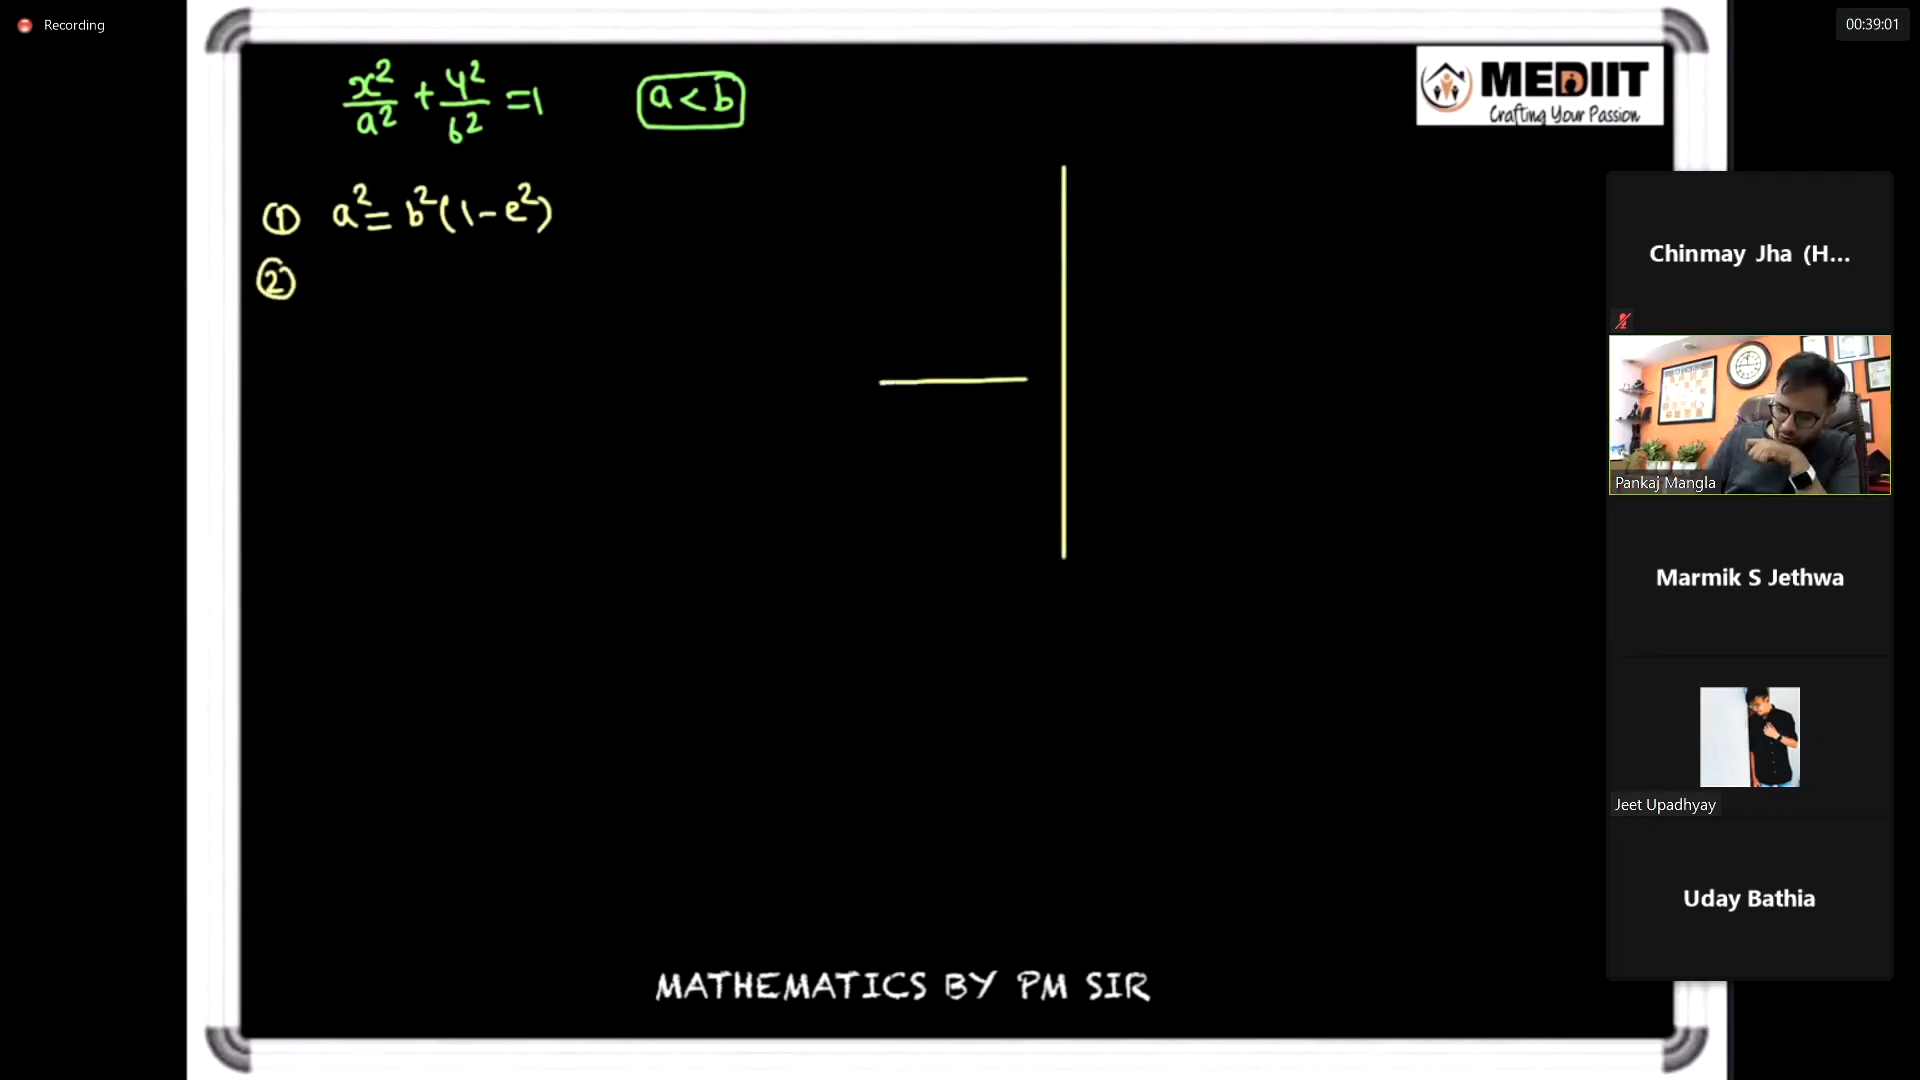 Recording
00:39:01
x²/a² + y²/b² = 1 a < b
MEDIIT
Crafting Your Passion
① a² = b²(1 - e²)
②
Chinmay Jha (H...
Pankaj Mangla
Marmik S Jethwa
Jeet Upadhyay
Uday Bathia
MATHEMATICS BY PM SIR